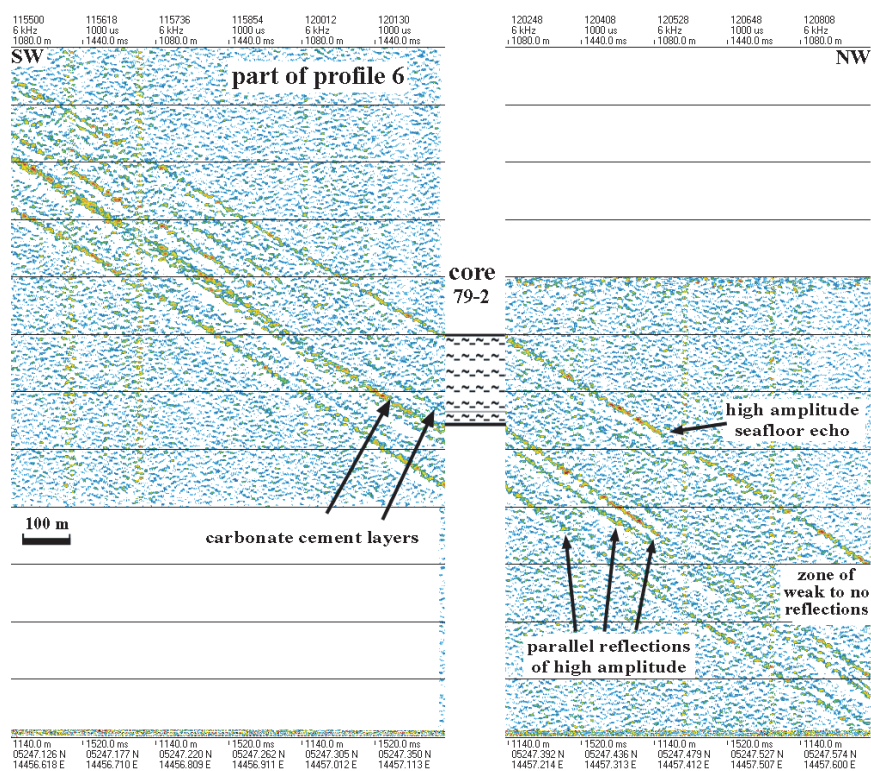 115500 115618 115736 115854 120012 120130
6 kHz 1000 us 6 kHz 1000 us 6 kHz 1000 us
1080.0 m 1440.0 ms 1080.0 m 1440.0 ms 1080.0 m 1440.0 ms
120248 120408 120528 120648 120808
6 kHz 1000 us 6 kHz 1000 us 6 kHz
1080.0 m 1440.0 ms 1080.0 m 1440.0 ms 1080.0 m
SW
NW
part of profile 6
core
79-2
high amplitude
seafloor echo
carbonate cement layers
100 m
zone of
weak to no
reflections
parallel reflections
of high amplitude
1140.0 m 1520.0 ms 1140.0 m 1520.0 ms 1140.0 m 1520.0 ms
05247.126 N 05247.177 N 05247.220 N 05247.262 N 05247.305 N 05247.350 N
14456.618 E 14456.710 E 14456.809 E 14456.911 E 14457.012 E 14457.113 E
1140.0 m 1520.0 ms 1140.0 m 1520.0 ms 1140.0 m
05247.392 N 05247.436 N 05247.479 N 05247.527 N 05247.574 N
14457.214 E 14457.313 E 14457.412 E 14457.507 E 14457.600 E